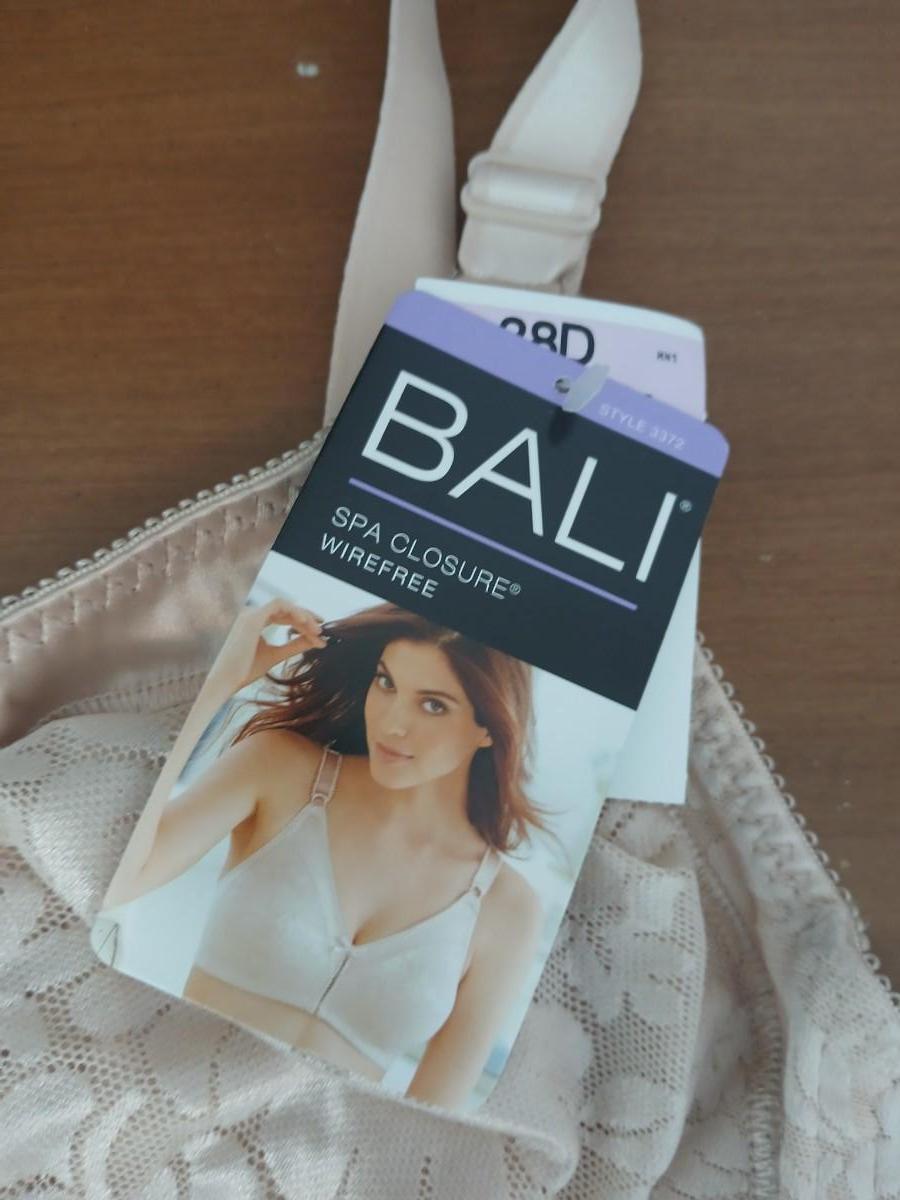 38D
STYLE 3372
BALI®
SPA CLOSURE®
WIREFREE